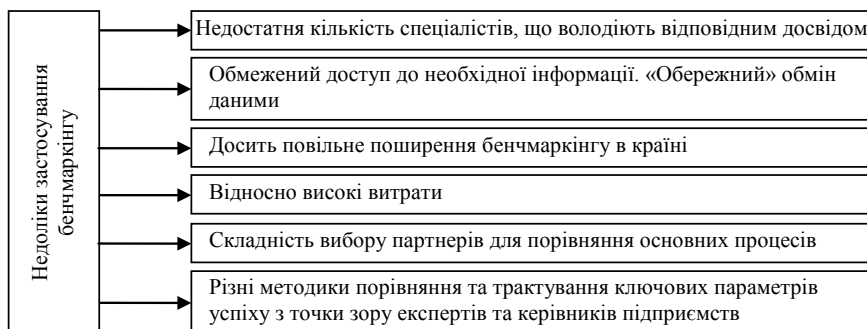 Недоліки застосування
бенчмаркінгу
Недостатня кількість спеціалістів, що володіють відповідним досвідом
Обмежений доступ до необхідної інформації. «Обережний» обмін
даними
Досить повільне поширення бенчмаркінгу в країні
Відносно високі витрати
Складність вибору партнерів для порівняння основних процесів
Різні методики порівняння та трактування ключових параметрів
успіху з точки зору експертів та керівників підприємств